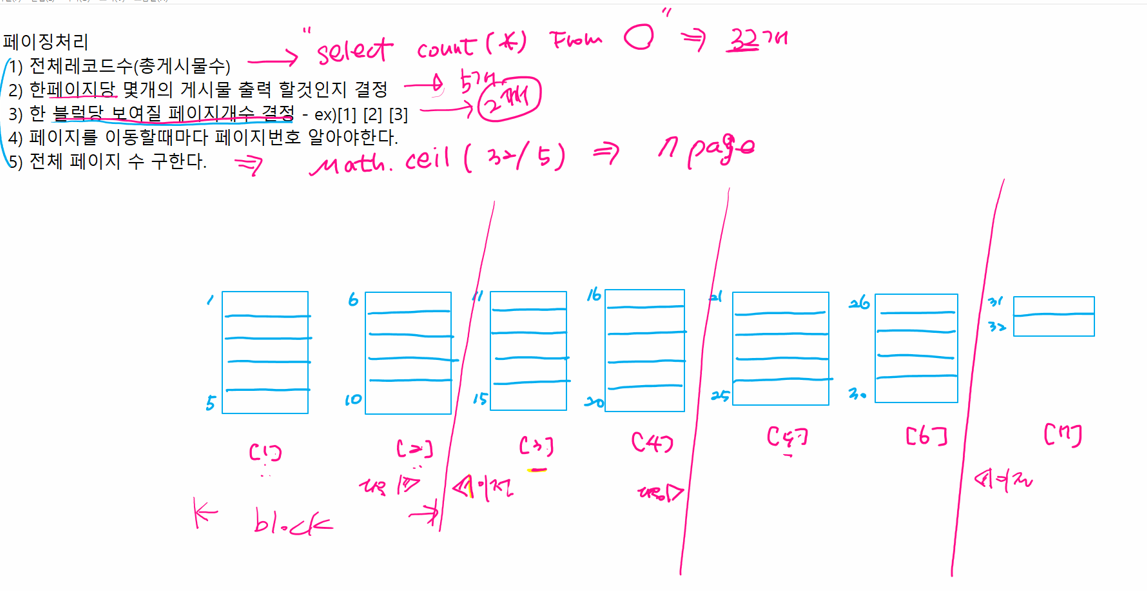 페이징처리
1) 전체레코드수(총게시물수) → "select count(*) From O" ⇒ 32개
2) 한페이지당 몇개의 게시물 출력 할것인지 결정 → 5개
3) 한 블럭당 보여질 페이지개수 결정 - ex)[1] [2] [3] → 2개
4) 페이지를 이동할때마다 페이지번호 알아야한다.
5) 전체 페이지 수 구한다. ⇒ Math.ceil(32/5) ⇒ 7 page
1 6 11 16 21 26 31
32
5 10 15 20 25 30
[1] [2] [3] [4] [5] [6] [7]
다음▷ ◁이전 다음▷ ◁이전
block